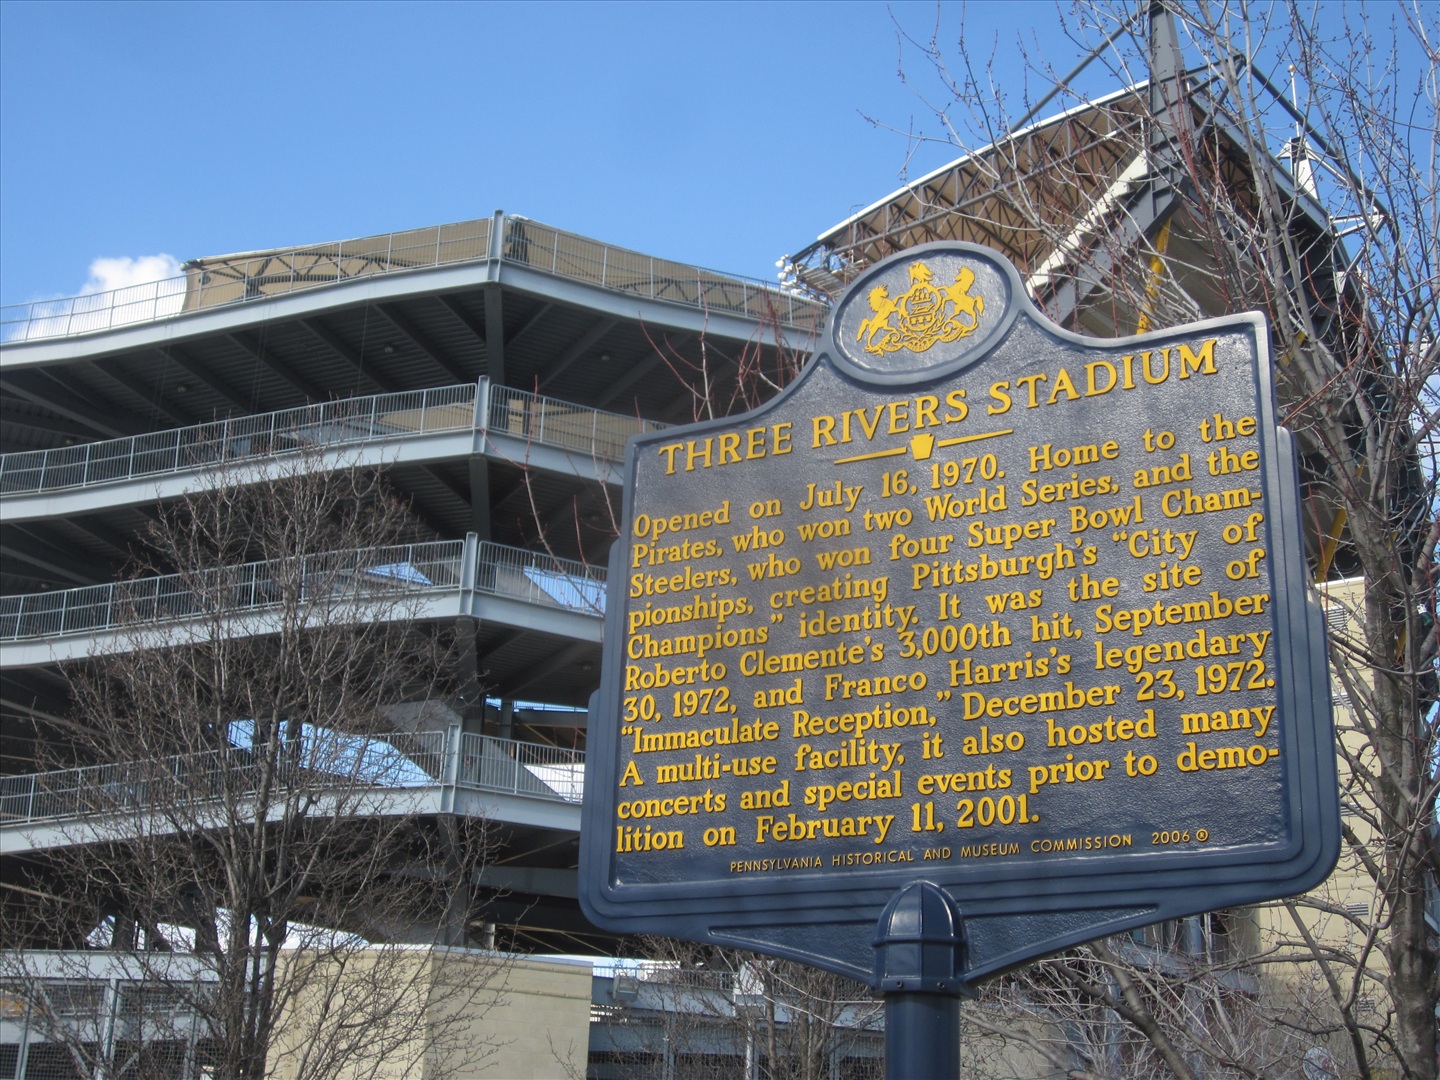 THREE RIVERS STADIUM
Opened on July 16, 1970. Home to the
Pirates, who won two World Series, and the
Steelers, who won four Super Bowl Cham-
pionships, creating Pittsburgh's "City of
Champions" identity. It was the site of
Roberto Clemente's 3,000th hit, September
30, 1972, and Franco Harris's legendary
"Immaculate Reception," December 23, 1972.
A multi-use facility, it also hosted many
concerts and special events prior to demo-
lition on February 11, 2001.
PENNSYLVANIA HISTORICAL AND MUSEUM COMMISSION 2006 ®